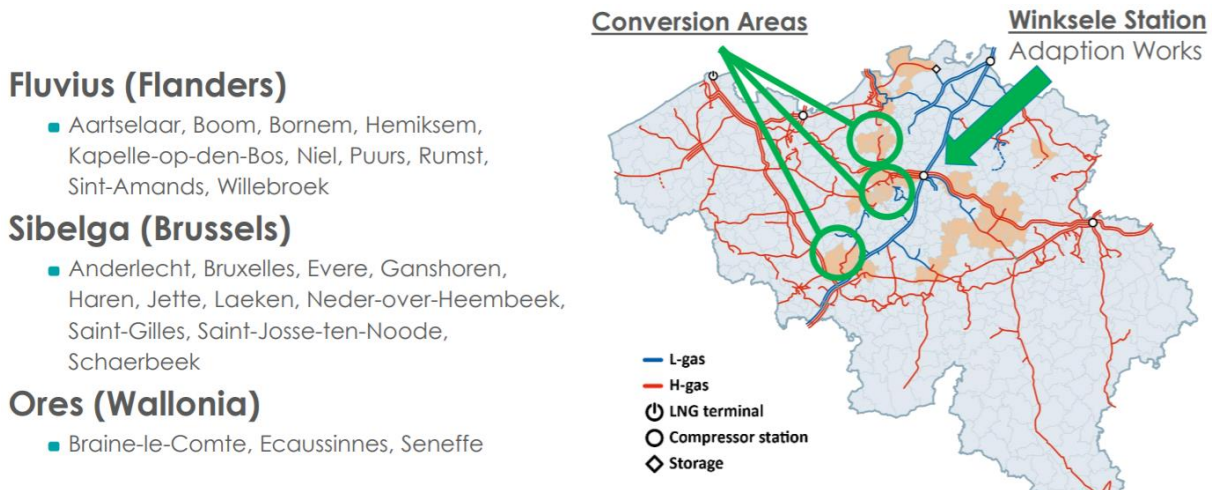 Fluvius (Flanders)
Aartselaar, Boom, Bornem, Hemiksem,
Kapelle-op-den-Bos, Niel, Puurs, Rumst,
Sint-Amands, Willebroek
Sibelga (Brussels)
Anderlecht, Bruxelles, Evere, Ganshoren,
Haren, Jette, Laeken, Neder-over-Heembeek,
Saint-Gilles, Saint-Josse-ten-Noode,
Schaerbeek
Ores (Wallonia)
Braine-le-Comte, Ecaussinnes, Seneffe
Conversion Areas
Winksele Station
Adaption Works
L-gas
H-gas
LNG terminal
Compressor station
Storage